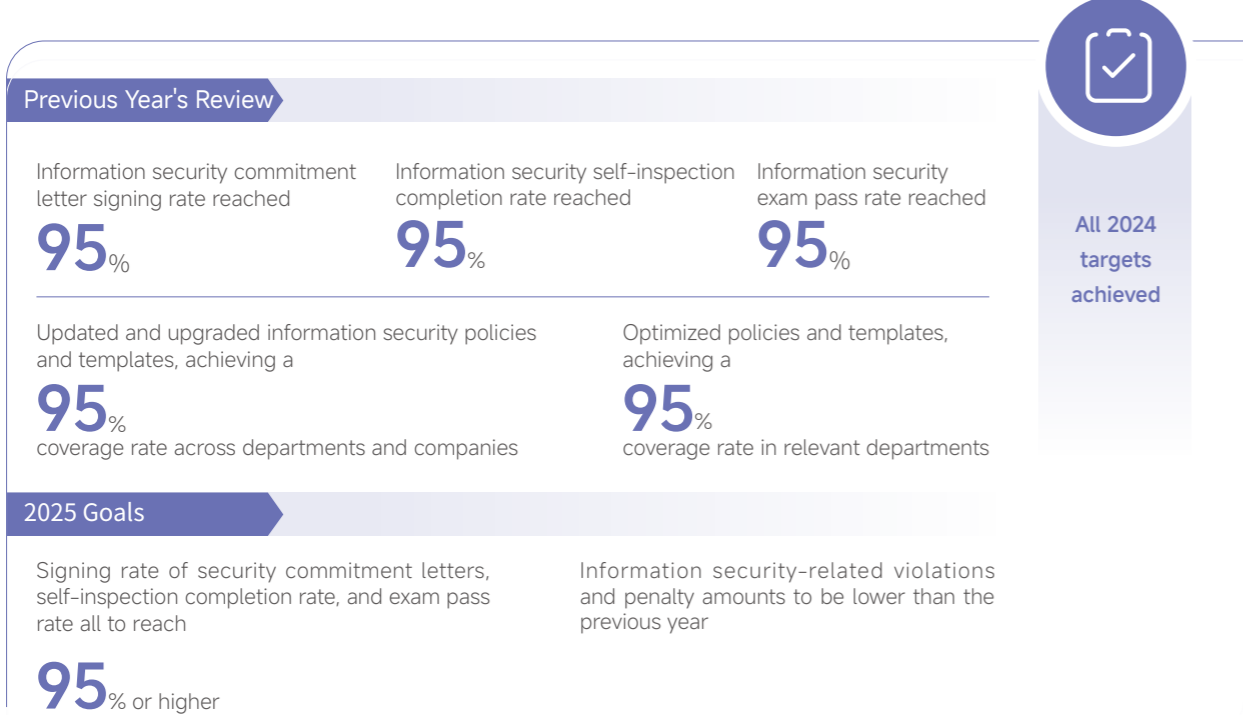 Previous Year's Review
Information security commitment
letter signing rate reached
95%
Information security self-inspection
completion rate reached
95%
Information security
exam pass rate reached
95%
Updated and upgraded information security policies
and templates, achieving a
95%
coverage rate across departments and companies
Optimized policies and templates,
achieving a
95%
coverage rate in relevant departments
All 2024
targets
achieved
2025 Goals
Signing rate of security commitment letters,
self-inspection completion rate, and exam pass
rate all to reach
95% or higher
Information security-related violations
and penalty amounts to be lower than the
previous year